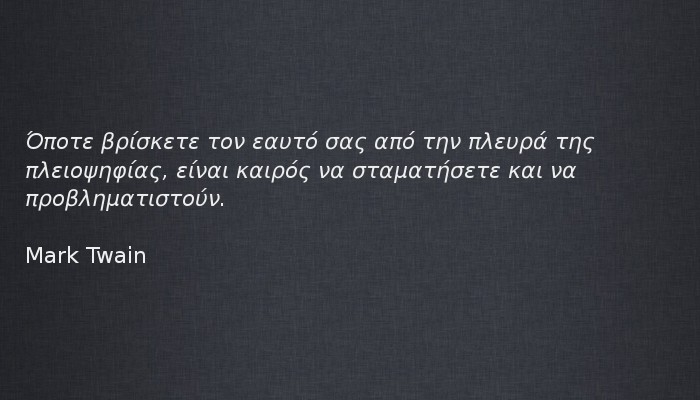 Όποτε βρίσκετε τον εαυτό σας από την πλευρά της
πλειοψηφίας, είναι καιρός να σταματήσετε και να
προβληματιστούν.
Mark Twain